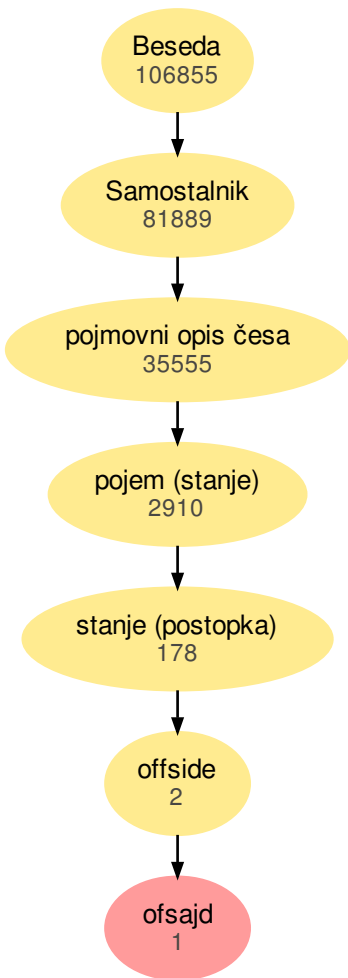 Beseda
106855
Samostalnik
81889
pojmovni opis česa
35555
pojem (stanje)
2910
stanje (postopka)
178
offside
2
ofsajd
1